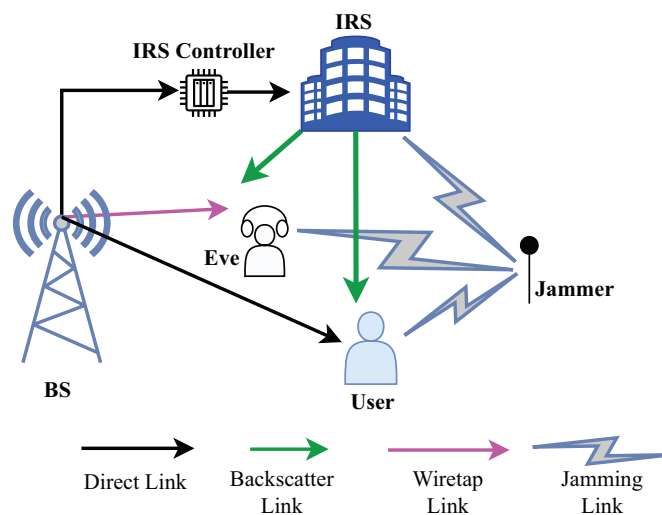 IRS
IRS Controller
Eve
Jammer
BS
User
Direct Link
Backscatter
Link
Wiretap
Link
Jamming
Link